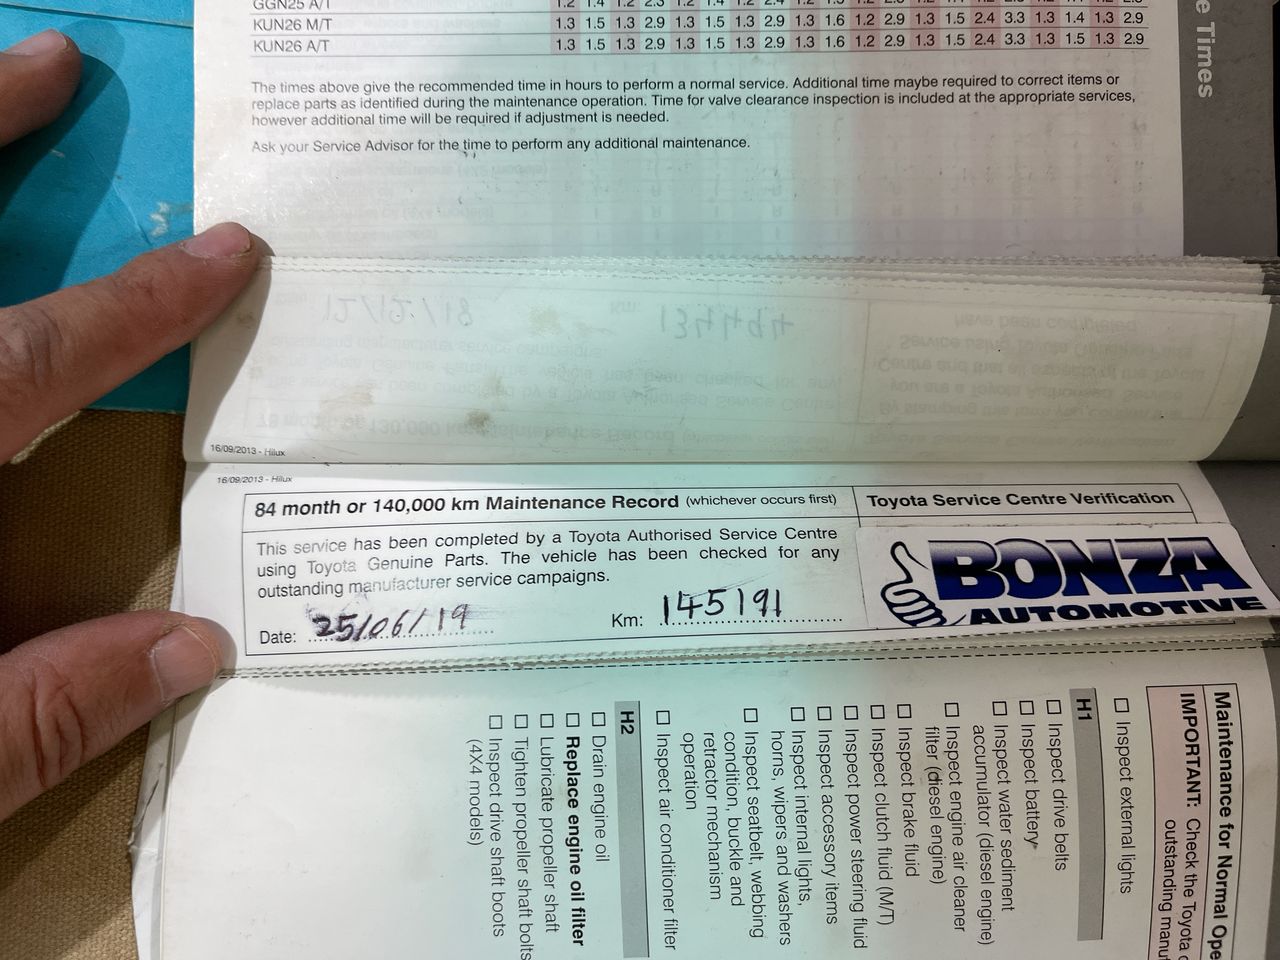 GGN25 A/T
KUN26 M/T 1.3 1.5 1.3 2.9 1.3 1.5 1.3 2.9 1.3 1.6 1.2 2.9 1.3 1.5 2.4 3.3 1.3 1.4 1.3 2.9
KUN26 A/T 1.3 1.5 1.3 2.9 1.3 1.5 1.3 2.9 1.3 1.6 1.2 2.9 1.3 1.5 2.4 3.3 1.3 1.5 1.3 2.9
e Times
The times above give the recommended time in hours to perform a normal service. Additional time maybe required to correct items or
replace parts as identified during the maintenance operation. Time for valve clearance inspection is included at the appropriate services,
however additional time will be required if adjustment is needed.
Ask your Service Advisor for the time to perform any additional maintenance.
16/09/2013 - Hilux
16/09/2013 - Hilux
84 month or 140,000 km Maintenance Record (whichever occurs first)
This service has been completed by a Toyota Authorised Service Centre
using Toyota Genuine Parts. The vehicle has been checked for any
outstanding manufacturer service campaigns.
Date: 25/06/19 Km: 145191
Toyota Service Centre Verification
BONZA
AUTOMOTIVE
Maintenance for Normal Ope
IMPORTANT: Check the Toyota
outstanding manu
☐ Inspect external lights
H1
☐ Inspect drive belts
☐ Inspect battery
☐ Inspect water sediment
accumulator (diesel engine)
☐ Inspect engine air cleaner
filter (diesel engine)
☐ Inspect brake fluid
☐ Inspect clutch fluid (M/T)
☐ Inspect power steering fluid
☐ Inspect accessory items
☐ Inspect internal lights,
horns, wipers and washers
☐ Inspect seatbelt, webbing
condition, buckle and
retractor mechanism
operation
☐ Inspect air conditioner filter
H2
☐ Drain engine oil
☐ Replace engine oil filter
☐ Lubricate propeller shaft
☐ Tighten propeller shaft bolts
☐ Inspect drive shaft boots
(4X4 models)